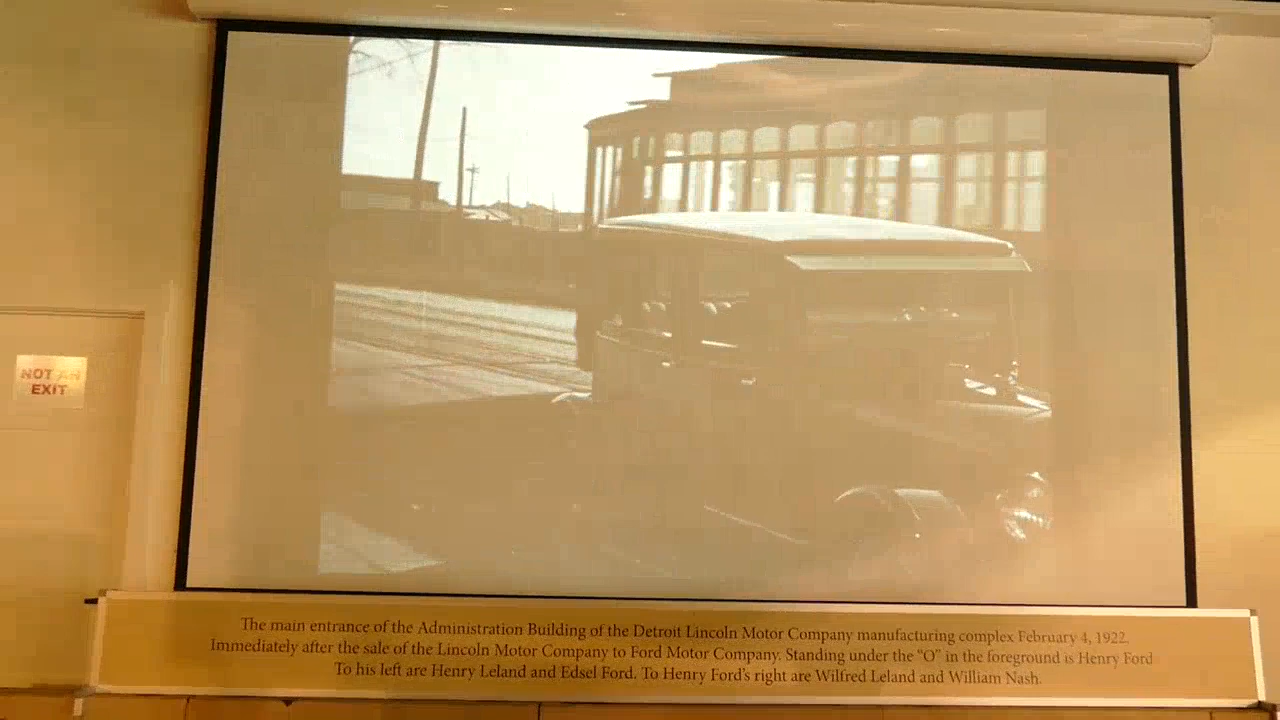 NOT AN
EXIT
The main entrance of the Administration Building of the Detroit Lincoln Motor Company manufacturing complex February 4, 1922.
Immediately after the sale of the Lincoln Motor Company to Ford Motor Company. Standing under the “O” in the foreground is Henry Ford
To his left are Henry Leland and Edsel Ford. To Henry Ford's right are Wilfred Leland and William Nash.